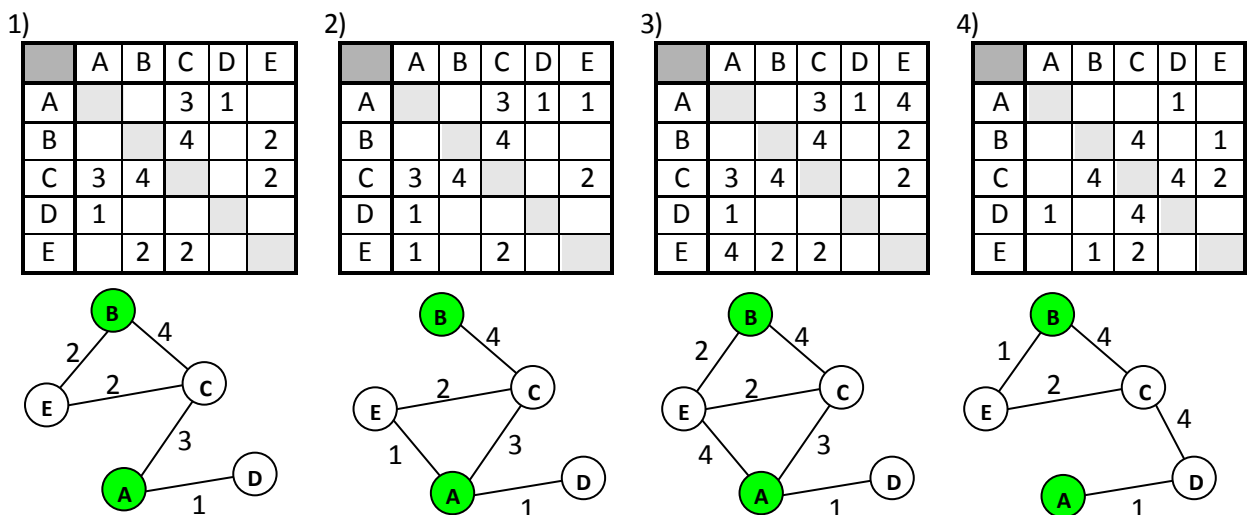 1) 2) 3) 4)
A B C D E
A 3 1
B 4 2
C 3 4 2
D 1
E 2 2
A B C D E
A 3 1 1
B 4
C 3 4 2
D 1
E 1 2
A B C D E
A 3 1 4
B 4 2
C 3 4 2
D 1
E 4 2 2
A B C D E
A 1
B 4 1
C 4 4 2
D 1 4
E 1 2
B
2 4
2
E C
3
A D
1
B
4
2
E C
1 3
A D
1
B
2 4
2
E C
4 3
A D
1
B
1 4
2
E C
4
D
A
1